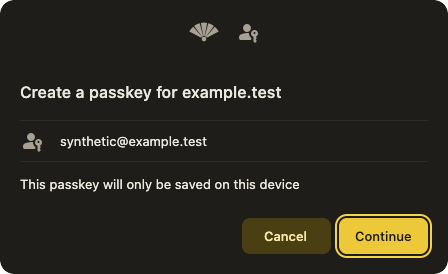 Create a passkey for example.test
synthetic@example.test
This passkey will only be saved on this device
Cancel
Continue